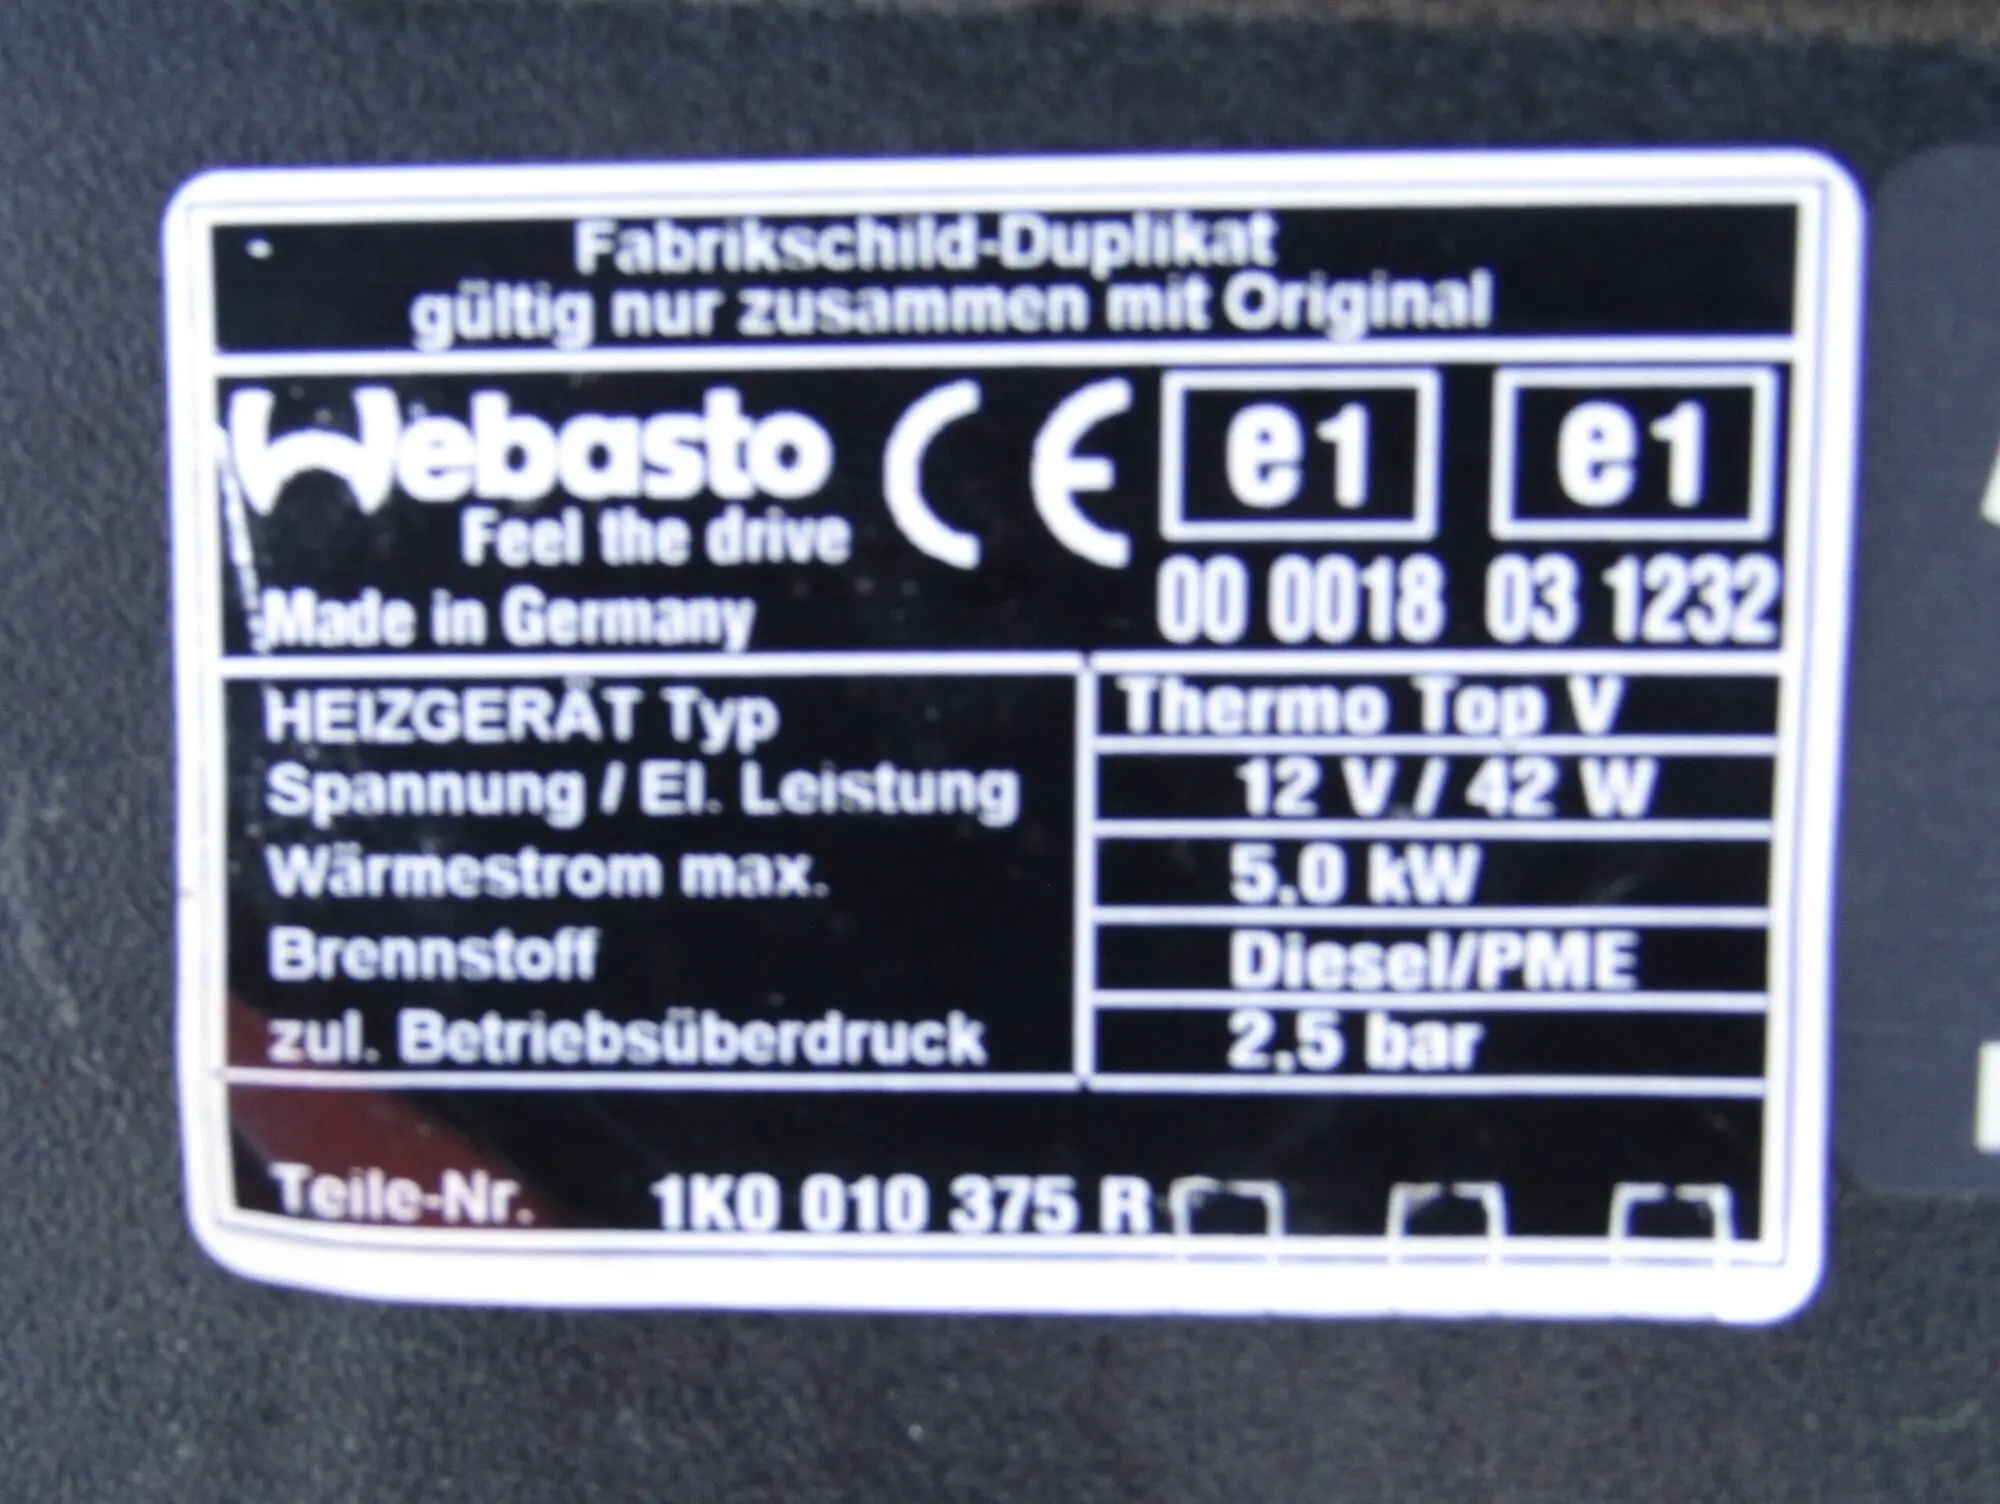 Fabrikschild-Duplikat
gültig nur zusammen mit Original
Webasto CE e1 e1
Feel the drive
Made in Germany 00 0018 03 1232
HEIZGERÄT Typ Thermo Top V
Spannung / El. Leistung 12 V / 42 W
Wärmestrom max. 5,0 kW
Brennstoff Diesel/PME
zul. Betriebsüberdruck 2,5 bar
Teile-Nr. 1K0 010 375 R